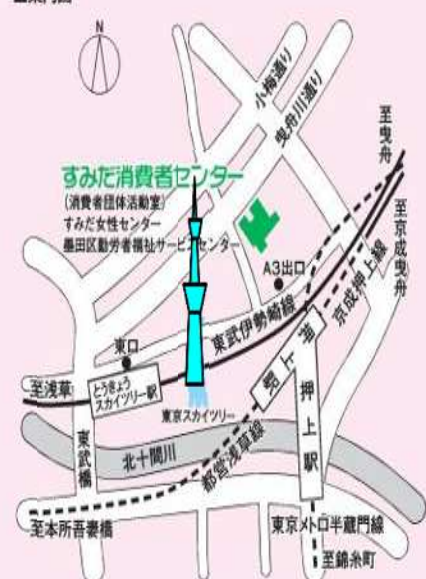 N
小梅通り
曳舟川通り
至曳舟
至京成曳舟
すみだ消費者センター
(消費者団体活動室)
すみだ女性センター
墨田区勤労者福祉サービスセンター
A3出口
京成押上線
東武伊勢崎線
東口
押上駅
至浅草
とうきょう
スカイツリー駅
東京スカイツリー
押上駅
東武橋
北十間川
都営浅草線
至本所吾妻橋
東京メトロ半蔵門線
至錦糸町